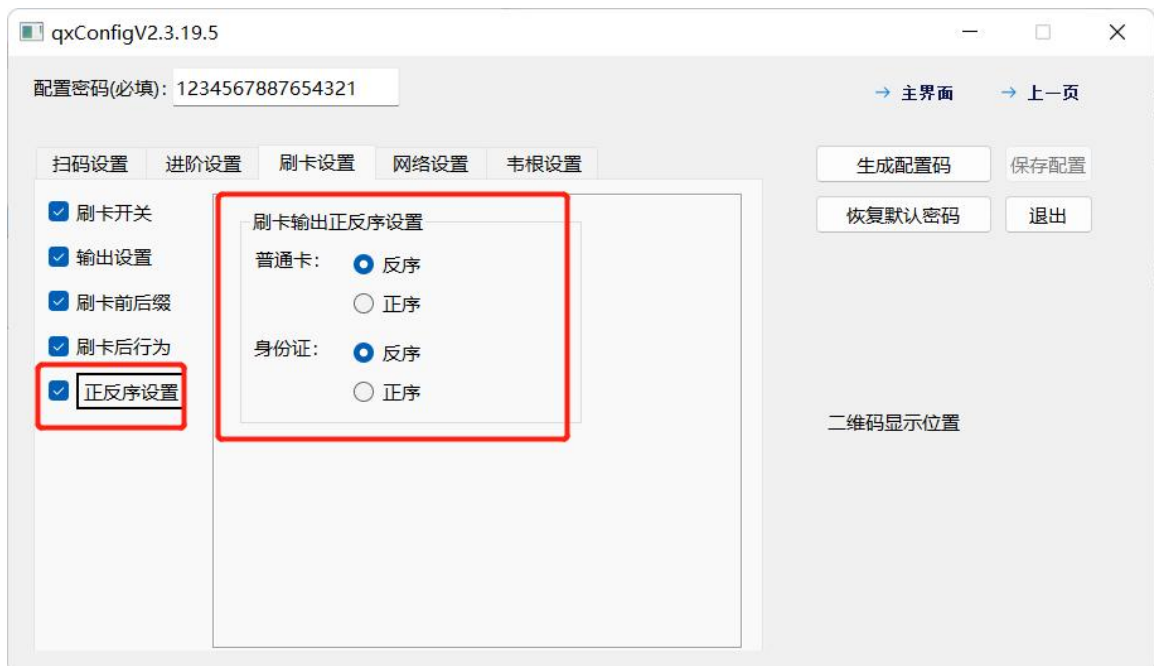 qxConfigV2.3.19.5
配置密码(必填): 1234567887654321
→ 主界面 → 上一页
扫码设置 进阶设置 刷卡设置 网络设置 韦根设置
生成配置码 保存配置
恢复默认密码 退出
刷卡开关
输出设置
刷卡前后缀
刷卡后行为
正反序设置
刷卡输出正反序设置
普通卡: 反序
正序
身份证: 反序
正序
二维码显示位置